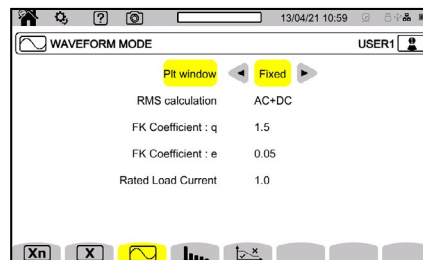 13/04/21 10:59
WAVEFORM MODE USER1
Plt window Fixed
RMS calculation AC+DC
FK Coefficient : q 1.5
FK Coefficient : e 0.05
Rated Load Current 1.0
Xn X